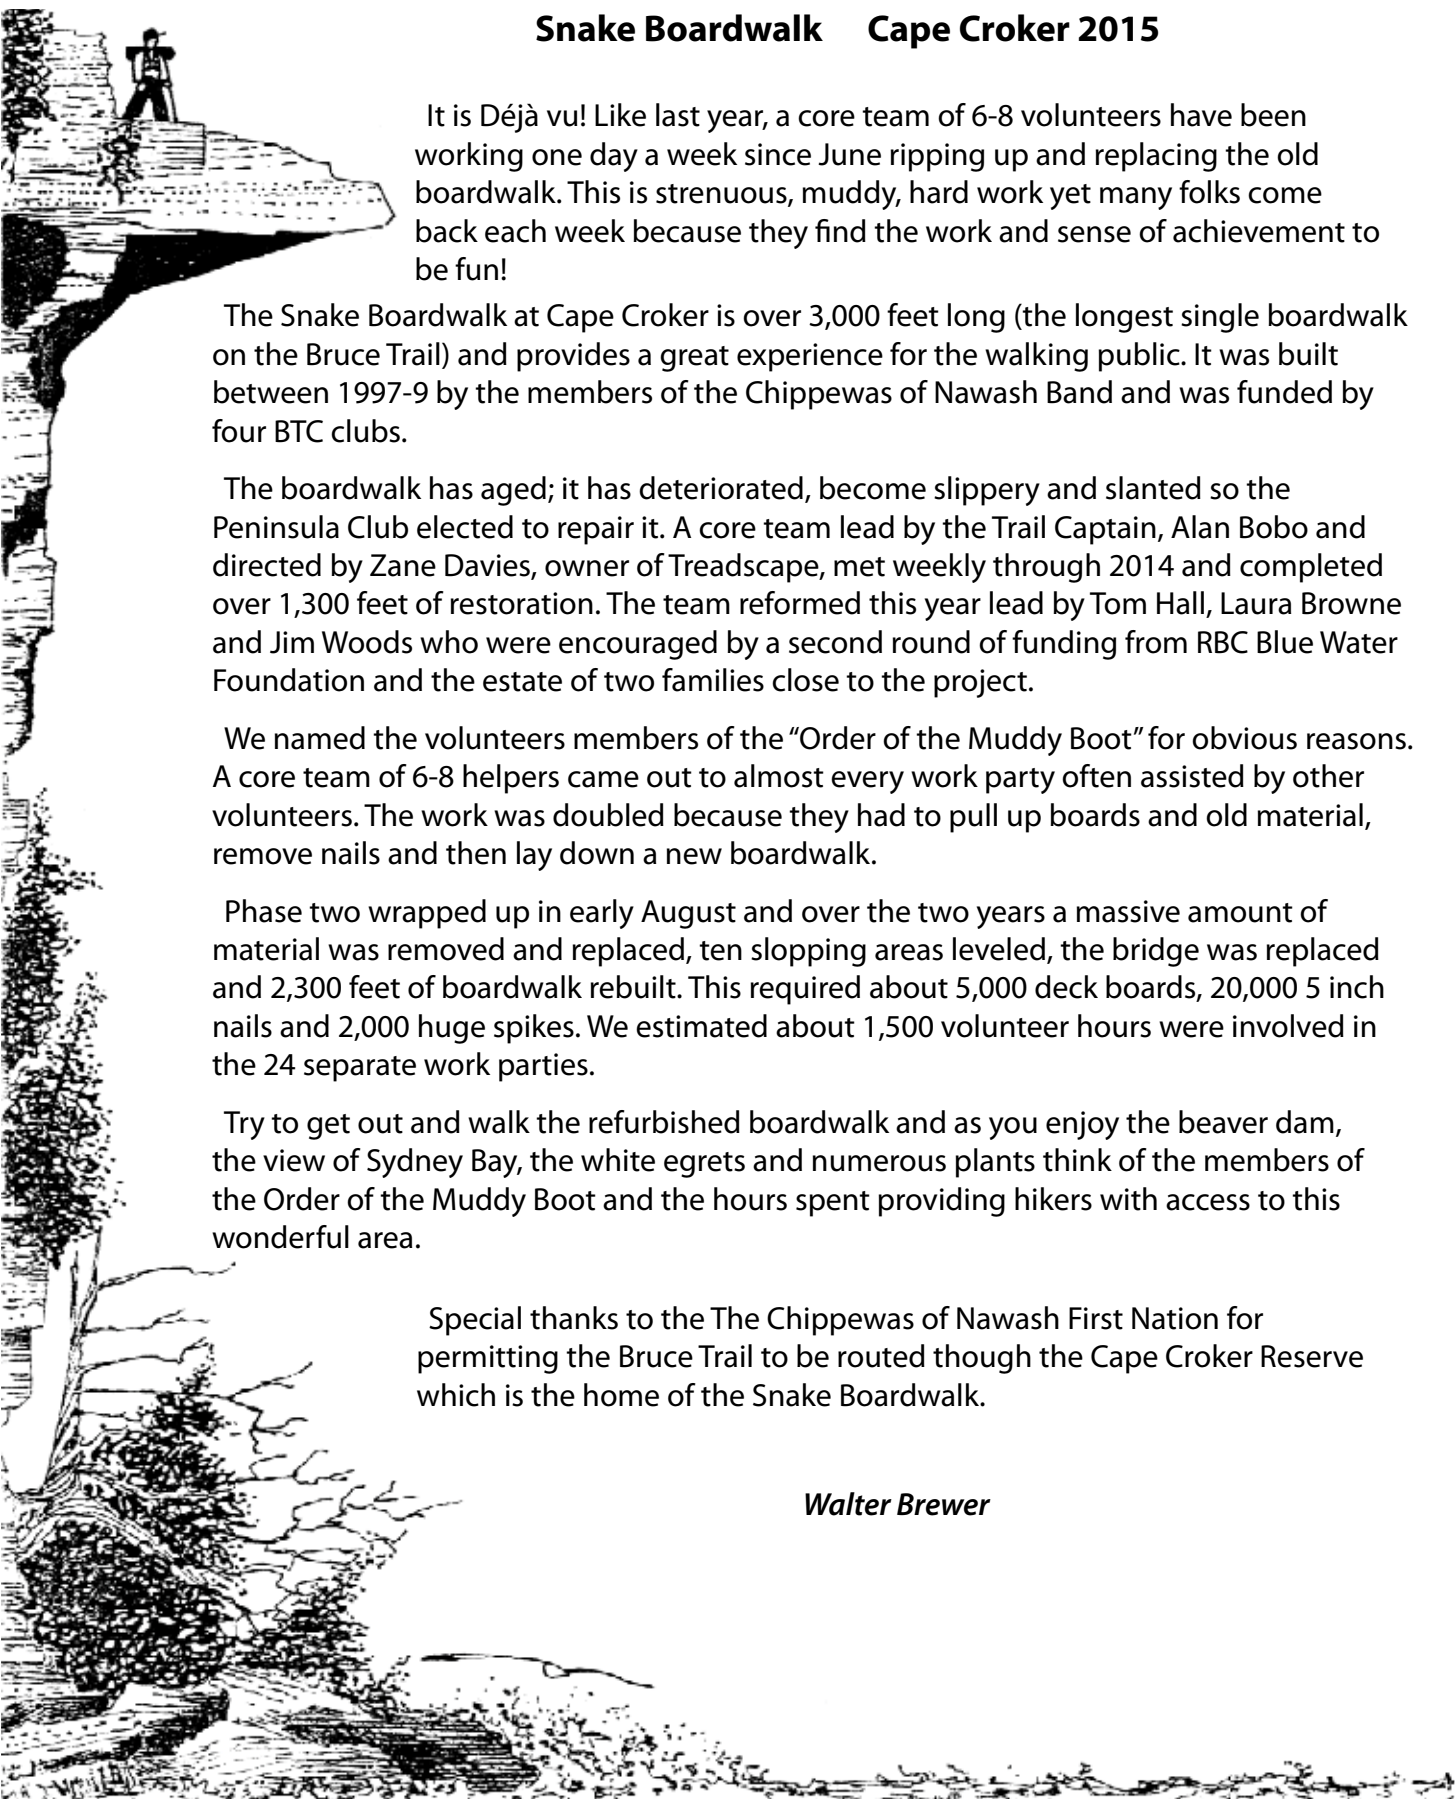 Snake Boardwalk Cape Croker 2015
It is Déjà vu! Like last year, a core team of 6-8 volunteers have been
working one day a week since June ripping up and replacing the old
boardwalk. This is strenuous, muddy, hard work yet many folks come
back each week because they find the work and sense of achievement to
be fun!
The Snake Boardwalk at Cape Croker is over 3,000 feet long (the longest single boardwalk
on the Bruce Trail) and provides a great experience for the walking public. It was built
between 1997-9 by the members of the Chippewas of Nawash Band and was funded by
four BTC clubs.
The boardwalk has aged; it has deteriorated, become slippery and slanted so the
Peninsula Club elected to repair it. A core team lead by the Trail Captain, Alan Bobo and
directed by Zane Davies, owner of Treadscape, met weekly through 2014 and completed
over 1,300 feet of restoration. The team reformed this year lead by Tom Hall, Laura Browne
and Jim Woods who were encouraged by a second round of funding from RBC Blue Water
Foundation and the estate of two families close to the project.
We named the volunteers members of the “Order of the Muddy Boot” for obvious reasons.
A core team of 6-8 helpers came out to almost every work party often assisted by other
volunteers. The work was doubled because they had to pull up boards and old material,
remove nails and then lay down a new boardwalk.
Phase two wrapped up in early August and over the two years a massive amount of
material was removed and replaced, ten slopping areas leveled, the bridge was replaced
and 2,300 feet of boardwalk rebuilt. This required about 5,000 deck boards, 20,000 5 inch
nails and 2,000 huge spikes. We estimated about 1,500 volunteer hours were involved in
the 24 separate work parties.
Try to get out and walk the refurbished boardwalk and as you enjoy the beaver dam,
the view of Sydney Bay, the white egrets and numerous plants think of the members of
the Order of the Muddy Boot and the hours spent providing hikers with access to this
wonderful area.
Special thanks to the The Chippewas of Nawash First Nation for
permitting the Bruce Trail to be routed though the Cape Croker Reserve
which is the home of the Snake Boardwalk.
Walter Brewer